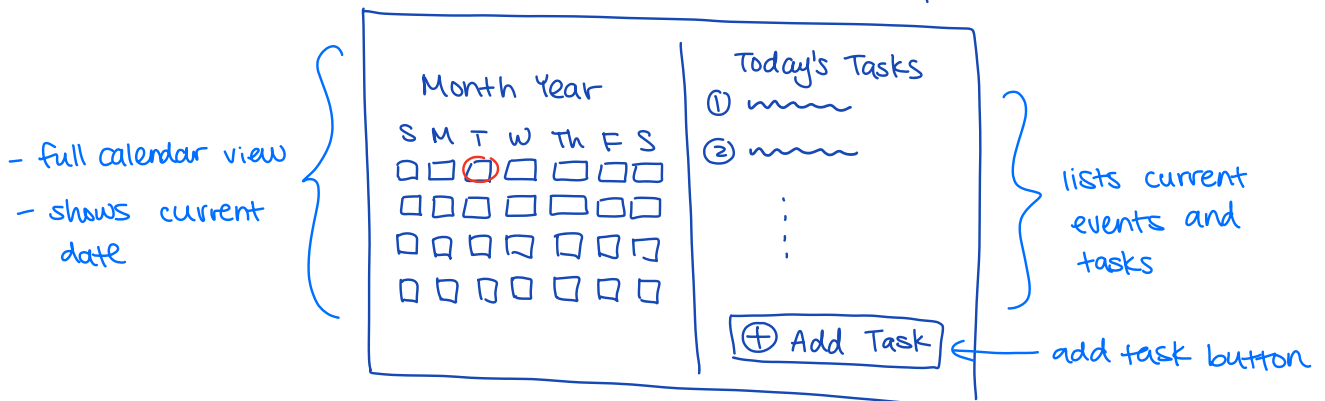 - full calendar view
- shows current
date
Month Year
S M T W Th F S
Today's Tasks
① 
② 
+ Add Task
lists current
events and
tasks
add task button